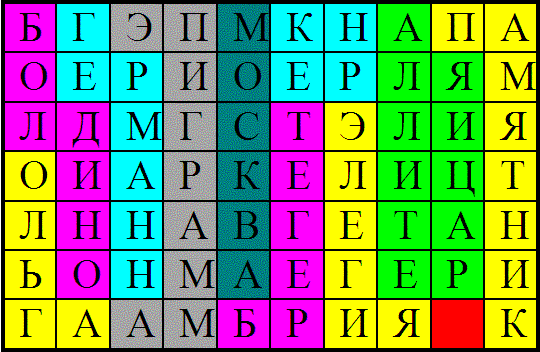 Б Г Э П М К Н А П А
О Е Р И О Е Р Л Я М
Л Д М Г С Т Э Л И Я
О И А Р К Е Л И Ц Т
Л Н Н А В Г Е Т А Н
Ь О Н М А Е Г Е Р И
Г А А М Б Р И Я К